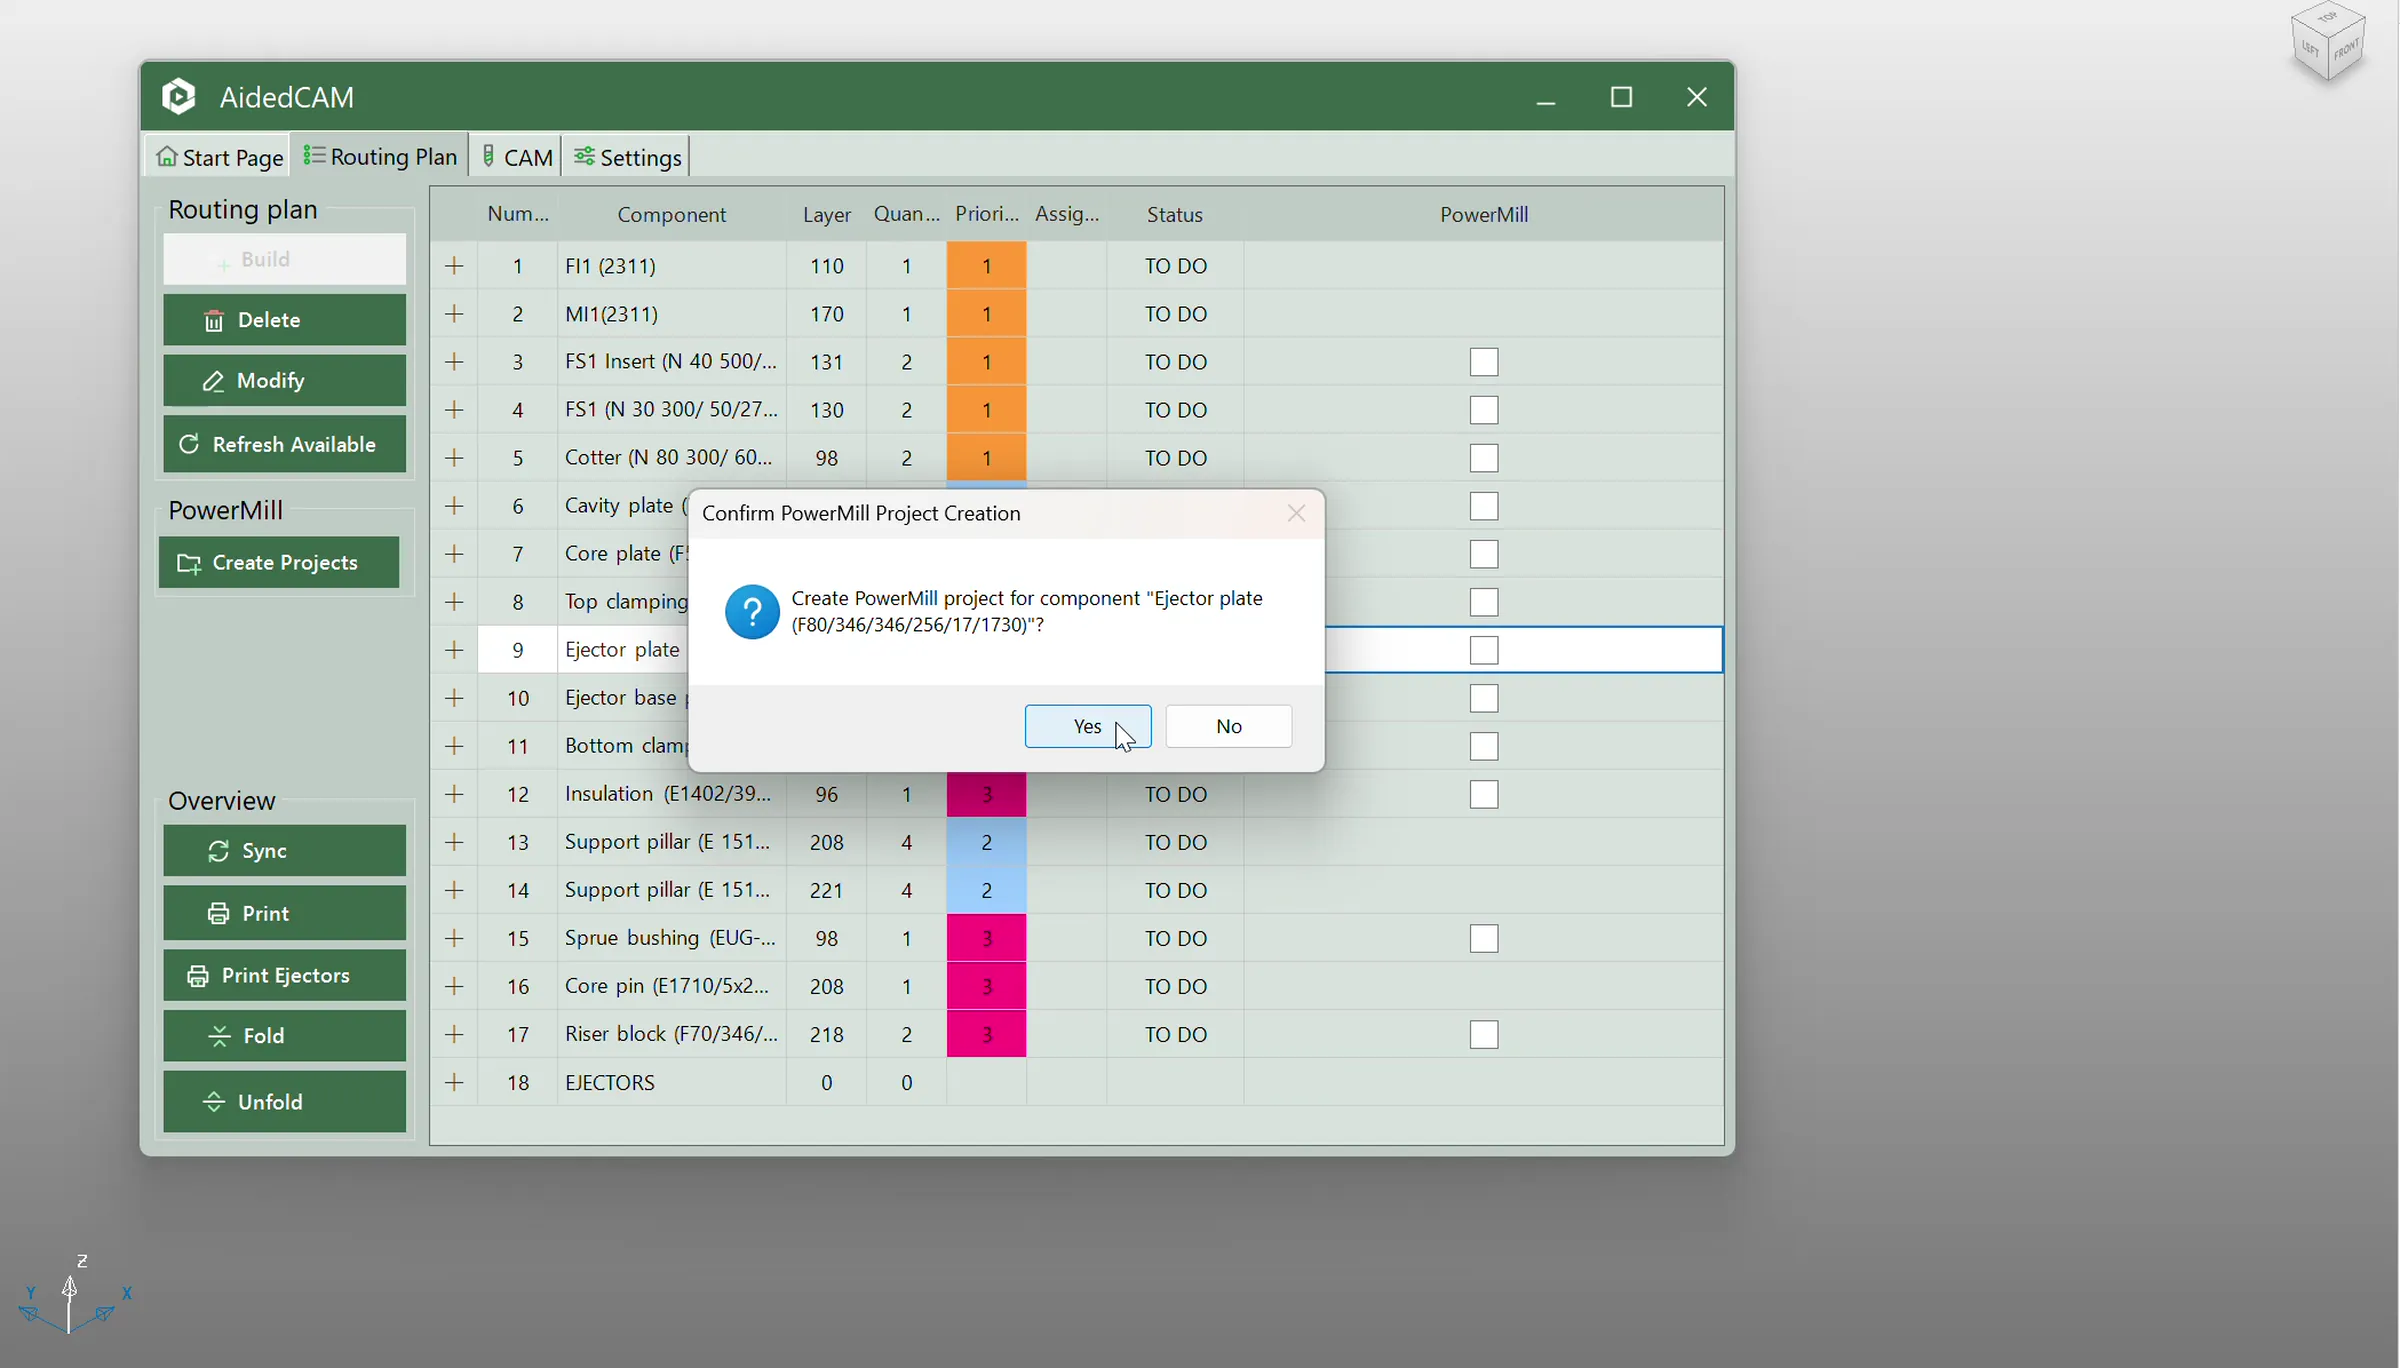 TOP
LEFT
FRONT
AidedCAM
Start Page
Routing Plan
CAM
Settings
Routing plan
Build
Delete
Modify
Refresh Available
PowerMill
Create Projects
Overview
Sync
Print
Print Ejectors
Fold
Unfold
Num... Component Layer Quan... Priori... Assig... Status PowerMill
1 FI1 (2311) 110 1 1 TO DO
2 MI1(2311) 170 1 1 TO DO
3 FS1 Insert (N 40 500/... 131 2 1 TO DO
4 FS1 (N 30 300/ 50/27... 130 2 1 TO DO
5 Cotter (N 80 300/ 60... 98 2 1 TO DO
6 Cavity plate (
7 Core plate (F5
8 Top clamping
9 Ejector plate
10 Ejector base
11 Bottom clamp
12 Insulation (E1402/39... 96 1 3 TO DO
13 Support pillar (E 151... 208 4 2 TO DO
14 Support pillar (E 151... 221 4 2 TO DO
15 Sprue bushing (EUG-... 98 1 3 TO DO
16 Core pin (E1710/5x2... 208 1 3 TO DO
17 Riser block (F70/346/... 218 2 3 TO DO
18 EJECTORS 0 0
Confirm PowerMill Project Creation
Create PowerMill project for component "Ejector plate
(F80/346/346/256/17/1730)"?
Yes
No
Z
Y
X